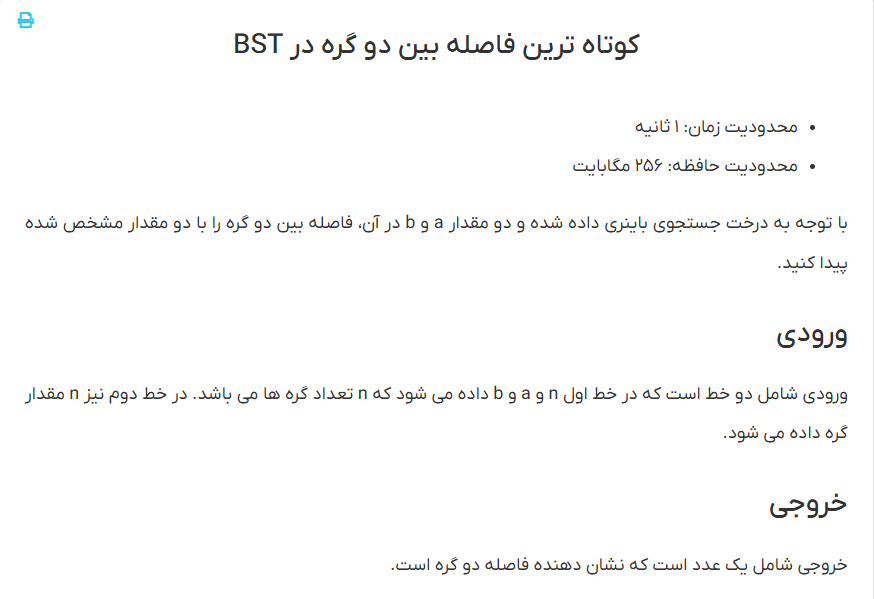 کوتاه ترین فاصله بین دو گره در BST
محدودیت زمان: ۱ ثانیه
محدودیت حافظه: ۲۵۶ مگابایت
با توجه به درخت جستجوی باینری داده شده و دو مقدار a و b در آن، فاصله بین دو گره را با دو مقدار مشخص شده
پیدا کنید.
ورودی
ورودی شامل دو خط است که در خط اول n و a و b داده می شود که n تعداد گره ها می باشد. در خط دوم نیز n مقدار
گره داده می شود.
خروجی
خروجی شامل یک عدد است که نشان دهنده فاصله دو گره است.